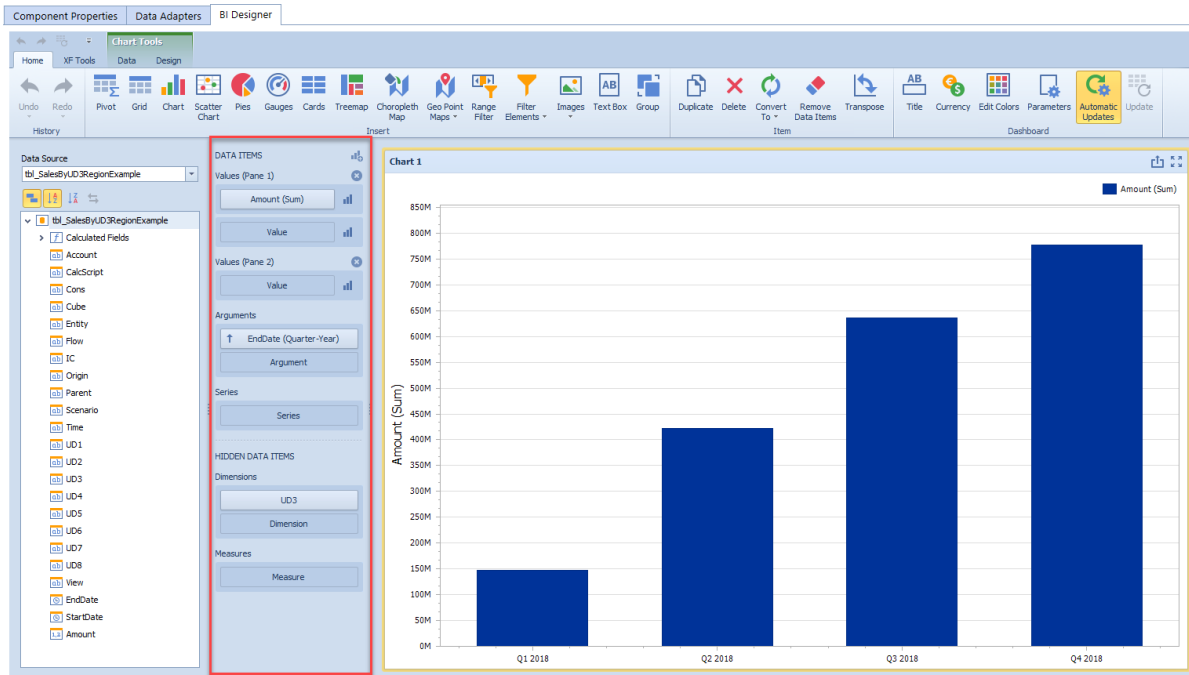 Component Properties Data Adapters BI Designer
Chart Tools
Home XF Tools Data Design
Undo Redo Pivot Grid Chart Scatter Chart Pies Gauges Cards Treemap Choropleth Map Geo Point Maps Range Filter Filter Elements Images Text Box Group Duplicate Delete Convert To Remove Data Items Transpose Title Currency Edit Colors Parameters Automatic Updates Update
History Insert Item Dashboard
Data Source
tbl_SalesByUD3RegionExample
tbl_SalesByUD3RegionExample
Calculated Fields
Account
CalcScript
Cons
Cube
Entity
Flow
IC
Origin
Parent
Scenario
Time
UD1
UD2
UD3
UD4
UD5
UD6
UD7
UD8
View
EndDate
StartDate
Amount
DATA ITEMS
Values (Pane 1)
Amount (Sum)
Value
Values (Pane 2)
Value
Arguments
EndDate (Quarter-Year)
Argument
Series
Series
HIDDEN DATA ITEMS
Dimensions
UD3
Dimension
Measures
Measure
Chart 1
Amount (Sum)
850M
800M
750M
700M
650M
600M
550M
500M
450M
400M
350M
300M
250M
200M
150M
100M
50M
0M
Amount (Sum)
Q1 2018 Q2 2018 Q3 2018 Q4 2018